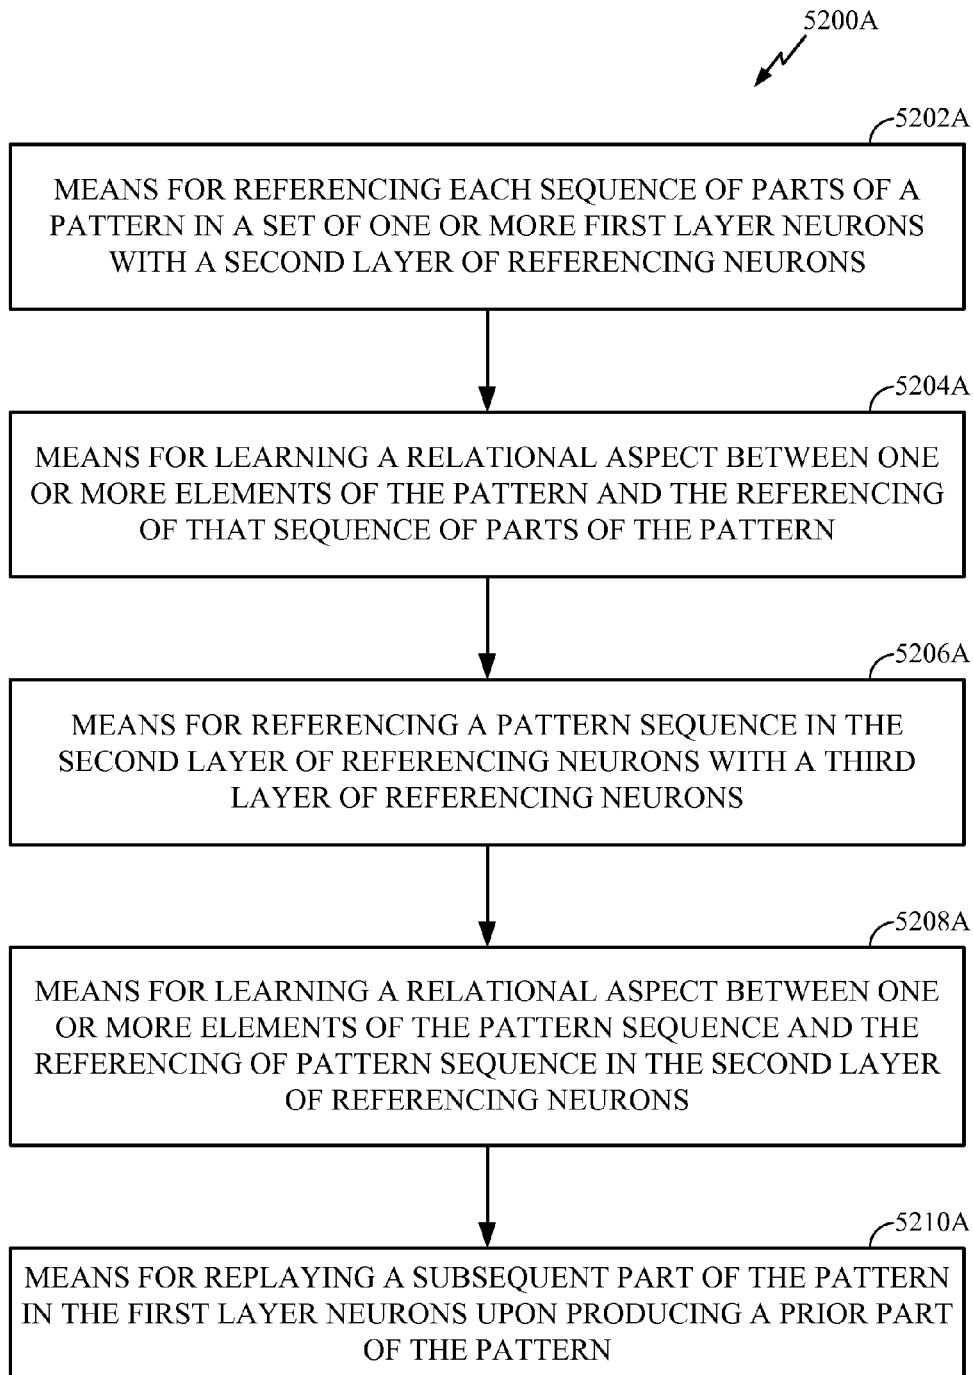 5200A
5202A
MEANS FOR REFERENCING EACH SEQUENCE OF PARTS OF A
PATTERN IN A SET OF ONE OR MORE FIRST LAYER NEURONS
WITH A SECOND LAYER OF REFERENCING NEURONS
5204A
MEANS FOR LEARNING A RELATIONAL ASPECT BETWEEN ONE
OR MORE ELEMENTS OF THE PATTERN AND THE REFERENCING
OF THAT SEQUENCE OF PARTS OF THE PATTERN
5206A
MEANS FOR REFERENCING A PATTERN SEQUENCE IN THE
SECOND LAYER OF REFERENCING NEURONS WITH A THIRD
LAYER OF REFERENCING NEURONS
5208A
MEANS FOR LEARNING A RELATIONAL ASPECT BETWEEN ONE
OR MORE ELEMENTS OF THE PATTERN SEQUENCE AND THE
REFERENCING OF PATTERN SEQUENCE IN THE SECOND LAYER
OF REFERENCING NEURONS
5210A
MEANS FOR REPLAYING A SUBSEQUENT PART OF THE PATTERN
IN THE FIRST LAYER NEURONS UPON PRODUCING A PRIOR PART
OF THE PATTERN